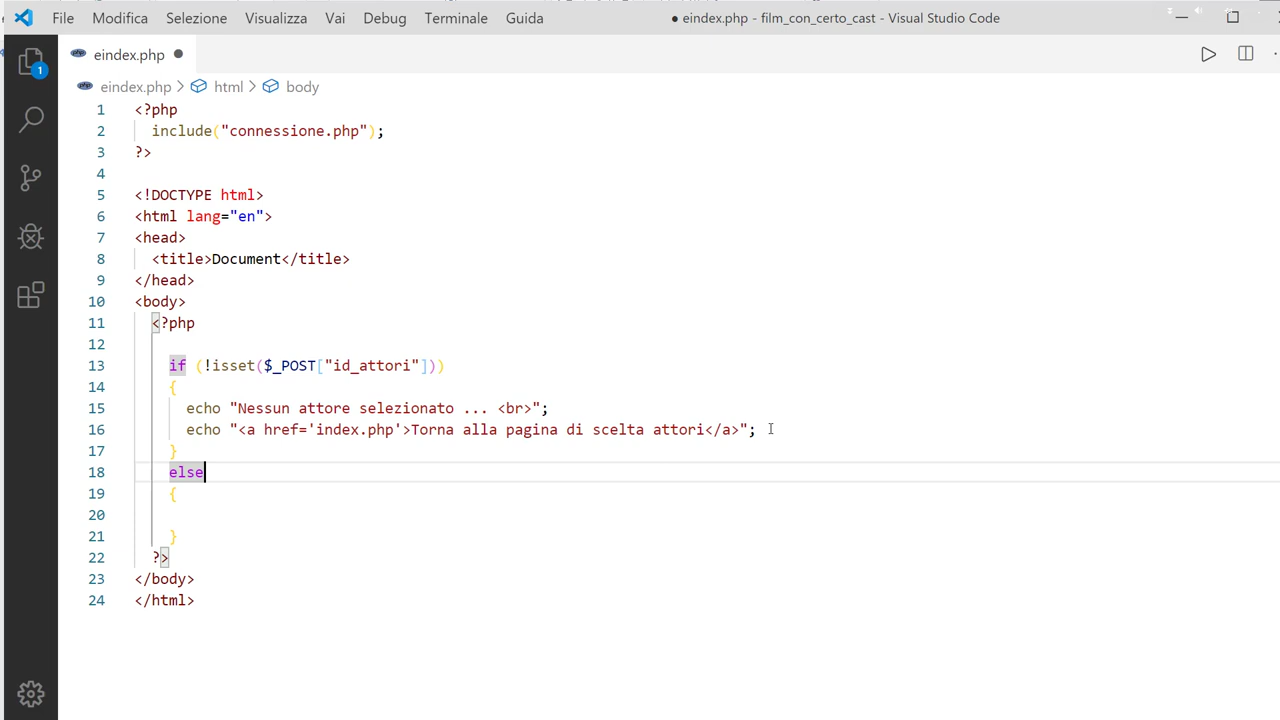 File Modifica Selezione Visualizza Vai Debug Terminale Guida ● eindex.php - film_con_certo_cast - Visual Studio Code
eindex.php ●
eindex.php > html > body
1
1 <?php
2 include("connessione.php");
3 ?>
4
5 <!DOCTYPE html>
6 <html lang="en">
7 <head>
8 <title>Document</title>
9 </head>
10 <body>
11 <?php
12
13 if (!isset($_POST["id_attori"]))
14 {
15 echo "Nessun attore selezionato ... <br>";
16 echo "<a href='index.php'>Torna alla pagina di scelta attori</a>";
17 }
18 else
19 {
20
21 }
22 ?>
23 </body>
24 </html>